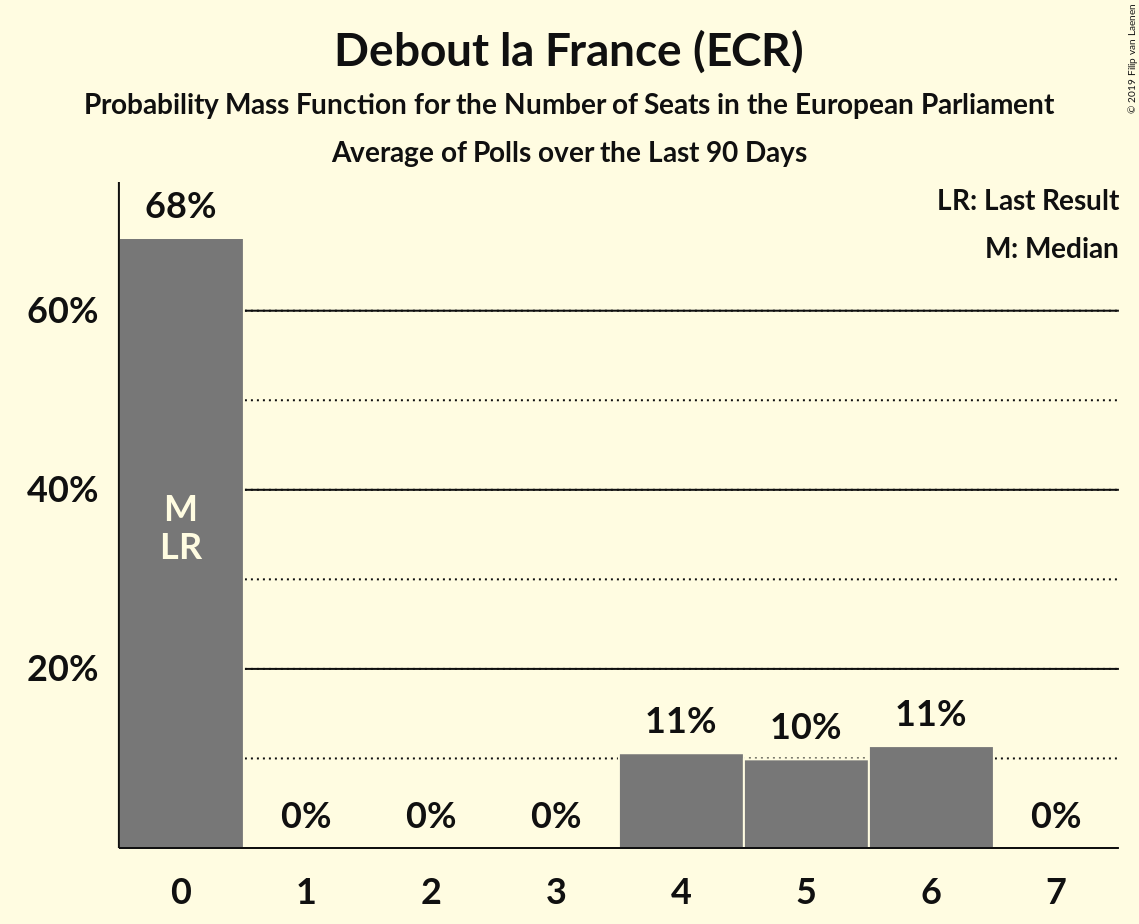 Debout la France (ECR)
Probability Mass Function for the Number of Seats in the European Parliament
Average of Polls over the Last 90 Days
© 2019 Filip van Laenen
LR: Last Result
M: Median
68%
60%
40%
20%
M
LR
0%
0%
0%
11%
10%
11%
0%
0
1
2
3
4
5
6
7